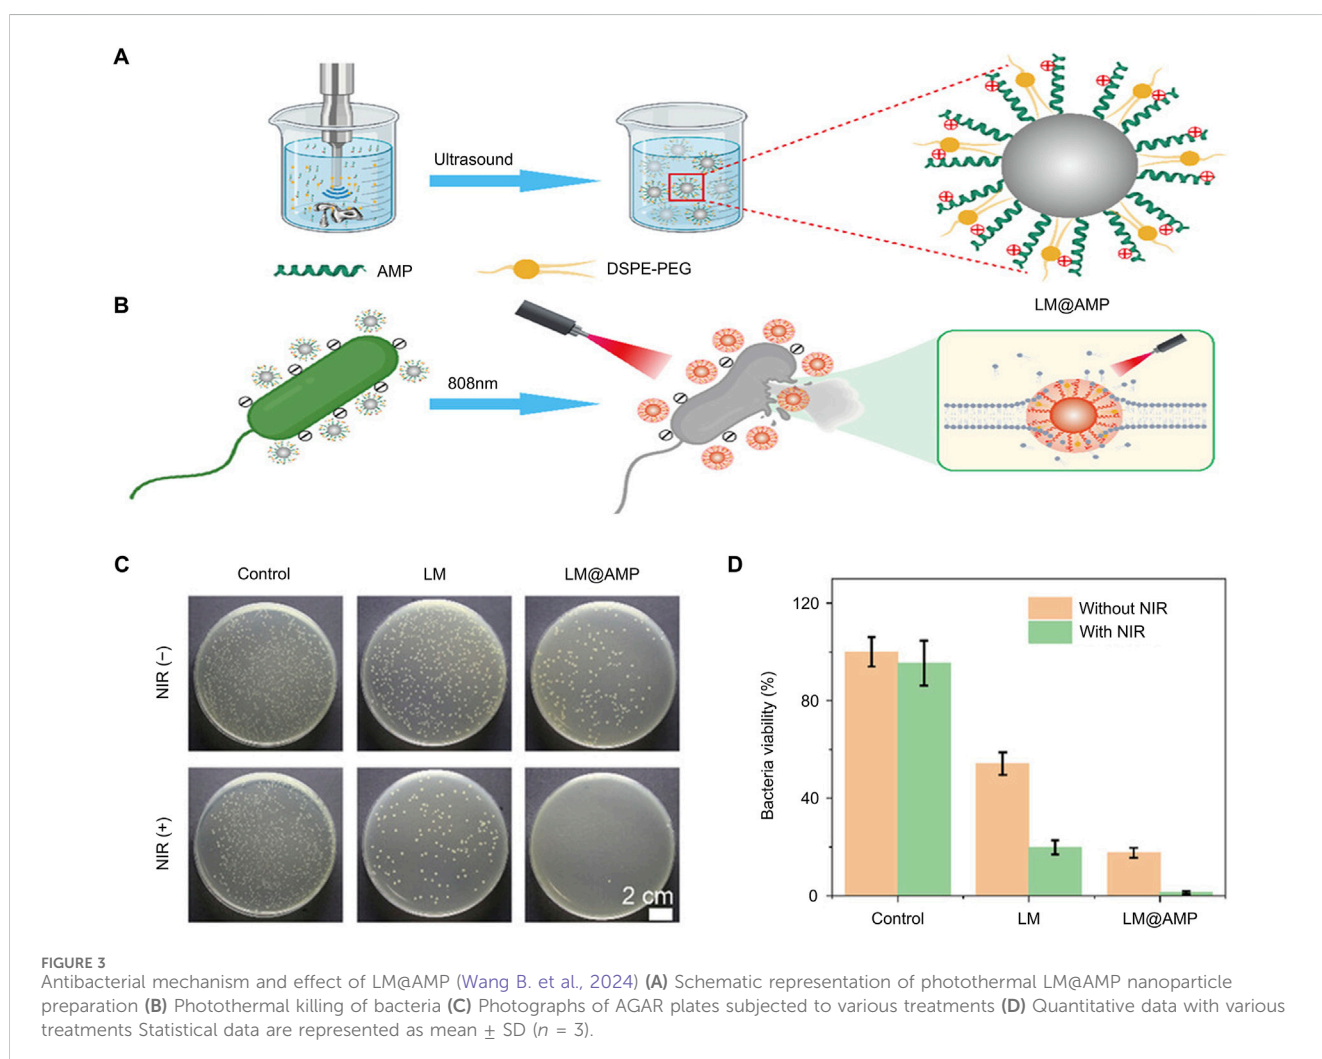 A
Ultrasound
AMP
DSPE-PEG
LM@AMP
B
808nm
C
Control
LM
LM@AMP
NIR (−)
NIR (+)
2 cm
D
Bacteria viability (%)
120
80
40
0
Without NIR
With NIR
Control
LM
LM@AMP
FIGURE 3
Antibacterial mechanism and effect of LM@AMP (Wang B. et al., 2024) (A) Schematic representation of photothermal LM@AMP nanoparticle
preparation (B) Photothermal killing of bacteria (C) Photographs of AGAR plates subjected to various treatments (D) Quantitative data with various
treatments Statistical data are represented as mean ± SD (n = 3).